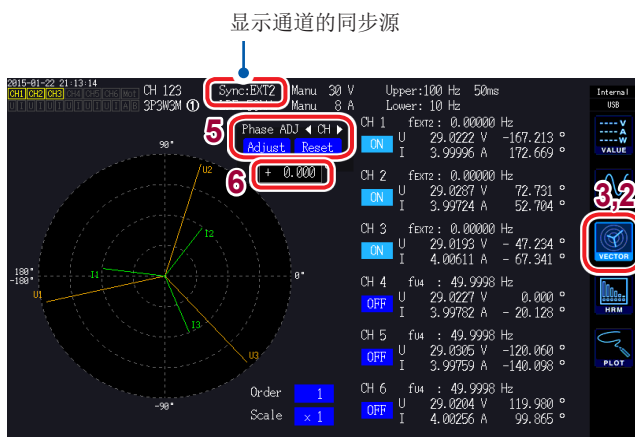 显示通道的同步源
2015-01-22 21:13:14
CH1 CH2 CH3 CH4 CH5 CH6 Mot
U I U I U I U I U I U I A B
CH 123
3P3W3M ①
Sync:EXT2
Manu 30 V
Manu 8 A
Upper:100 Hz 50ms
Lower: 10 Hz
Internal
USB
5
Phase ADJ ◀ CH ▶
Adjust Reset
6
+ 0.000
90°
U2
I2
180°
-180°
I1
0°
U1
I3
U3
-90°
Order 1
Scale × 1
CH 1 fEXT2 : 0.00000 Hz
ON U 29.0222 V -167.213 °
I 3.99996 A 172.669 °
CH 2 fEXT2 : 0.00000 Hz
ON U 29.0287 V 72.731 °
I 3.99724 A 52.704 °
CH 3 fEXT2 : 0.00000 Hz
ON U 29.0193 V - 47.234 °
I 4.00611 A - 67.341 °
CH 4 fU4 : 49.9998 Hz
OFF U 29.0227 V 0.000 °
I 3.99782 A - 20.128 °
CH 5 fU4 : 49.9998 Hz
OFF U 29.0305 V -120.060 °
I 3.99759 A -140.098 °
CH 6 fU4 : 49.9998 Hz
OFF U 29.0204 V 119.980 °
I 4.00256 A 99.865 °
V
A
W
VALUE
3,2
VECTOR
HRM
PLOT